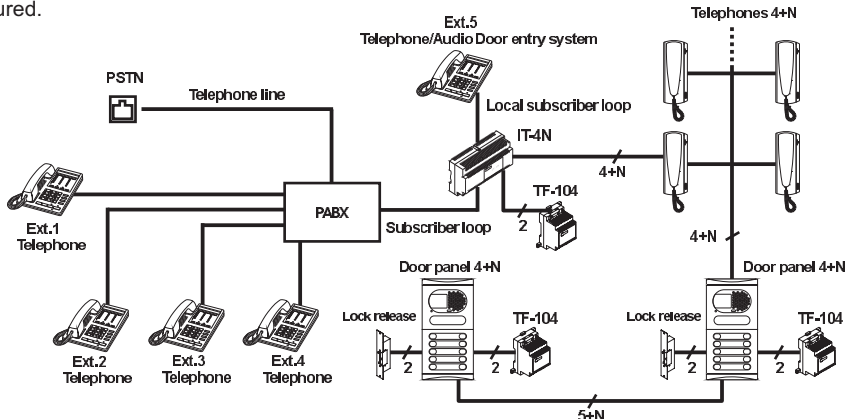 ured.
Telephones 4+N
Ext.5
Telephone/Audio Door entry system
PSTN
Telephone line
Local subscriber loop
IT-4N
4+N
TF-104
2
PABX
Subscriber loop
Ext.1
Telephone
4+N
Door panel 4+N
Door panel 4+N
Lock release
TF-104
Lock release
TF-104
2
2
2
2
Ext.2
Telephone
Ext.3
Telephone
Ext.4
Telephone
5+N